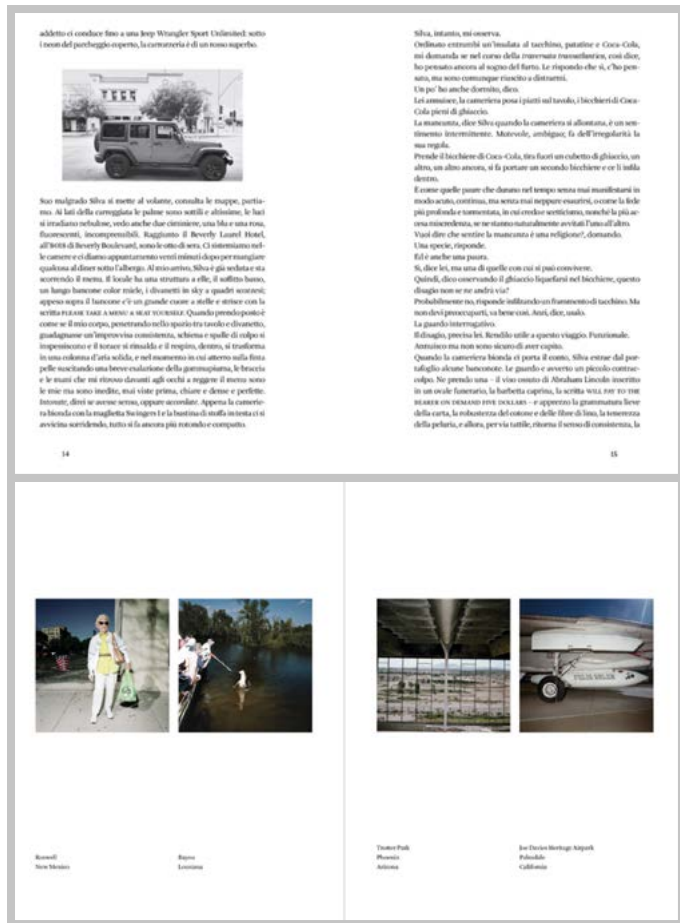 addetto ci conduce fino a una Jeep Wrangler Sport Unlimited: sotto
i neon del parcheggio coperto, la carrozzeria è di un rosso superbo.
Suo malgrado Silva si mette al volante, consulta le mappe, partia-
mo. Ai lati della carreggiata le palme sono sottili e altissime, le luci
si irradiano nebulose, vedo anche due ciminiere, una blu e una rosa,
fluorescenti, incomprensibili. Raggiunto il Beverly Laurel Hotel,
all'8018 di Beverly Boulevard, sono le otto di sera. Ci sistemiamo nel-
le camere e ci diamo appuntamento venti minuti dopo per mangiare
qualcosa al diner sotto l'albergo. Al mio arrivo, Silva è già seduta e sta
scorrendo il menu. Il locale ha una struttura a elle, il soffitto basso,
un lungo bancone color miele, i divanetti in sky a quadri scozzesi;
appeso sopra il bancone c'è un grande cuore a stelle e strisce con la
scritta PLEASE TAKE A MENU & SEAT YOURSELF. Quando prendo posto è
come se il mio corpo, penetrando nello spazio tra tavolo e divanetto,
guadagnasse un'improvvisa consistenza, schiena e spalle di colpo si
inspessiscono e il torace si rinsalda e il respiro, dentro, si trasforma
in una colonna d'aria solida, e nel momento in cui atterro sulla finta
pelle suscitando una breve esalazione della gommapiuma, le braccia
e le mani che mi ritrovo davanti agli occhi a reggere il menu sono
le mie ma sono inedite, mai viste prima, chiare e dense e perfette.
Intonate, direi se avesse senso, oppure accordate. Appena la camerie-
ra bionda con la maglietta Swingers e la bustina di stoffa in testa ci si
avvicina sorridendo, tutto si fa ancora più rotondo e compatto.
14
Silva, intanto, mi osserva.
Ordinato entrambi un'insalata al tacchino, patatine e Coca-Cola,
mi domanda se nel corso della traversata transatlantica, così dice,
ho pensato ancora al sogno del furto. Le rispondo che sì, c'ho pen-
sato, ma sono comunque riuscito a distrarmi.
Un po' ho anche dormito, dico.
Lei annuisce, la cameriera posa i piatti sul tavolo, i bicchieri di Coca-
Cola pieni di ghiaccio.
La mancanza, dice Silva quando la cameriera si allontana, è un sen-
timento intermittente. Motevole, ambiguo; fa dell'irregolarità la
sua regola.
Prende il bicchiere di Coca-Cola, tira fuori un cubetto di ghiaccio, un
altro, un altro ancora, si fa portare un secondo bicchiere e ce li infila
dentro.
È come quelle paure che durano nel tempo senza mai manifestarsi in
modo acuto, continua, ma senza mai neppure esaurirsi, o come la fede
più profonda e tormentata, in cui credo e scetticismo, nonché la più ac-
cesa miscredenza, se ne stanno naturalmente avvitati l'uno all'altro.
Vuoi dire che sentire la mancanza è una religione?, domando.
Una specie, risponde.
Ed è anche una paura.
Sì, dice lei, ma una di quelle con cui si può convivere.
Quindi, dico osservando il ghiaccio liquefarsi nel bicchiere, questo
disagio non se ne andrà via?
Probabilmente no, risponde infilzando un frammento di tacchino. Ma
non devi preoccuparti, va bene così. Anzi, dice, usalo.
La guardo interrogativo.
Il disagio, precisa lei. Rendilo utile a questo viaggio. Funzionale.
Annuisco ma non sono sicuro di aver capito.
Quando la cameriera bionda ci porta il conto, Silva estrae dal por-
tafoglio alcune banconote. Le guardo e avverto un piccolo contrac-
colpo. Ne prendo una – il viso ossuto di Abraham Lincoln inscritto
in un ovale funerario, la barbetta caprina, la scritta WILL PAY TO THE
BEARER ON DEMAND FIVE DOLLARS – e apprezzo la grammatura lieve
della carta, la robustezza del cotone e delle fibre di lino, la tenerezza
della peluria, e allora, per via tattile, ritorna il senso di consistenza, la
15
Roswell
New Mexico
Bayou
Louisiana
Trotter Park
Phoenix
Arizona
Joe Davies Heritage Airpark
Palmdale
California